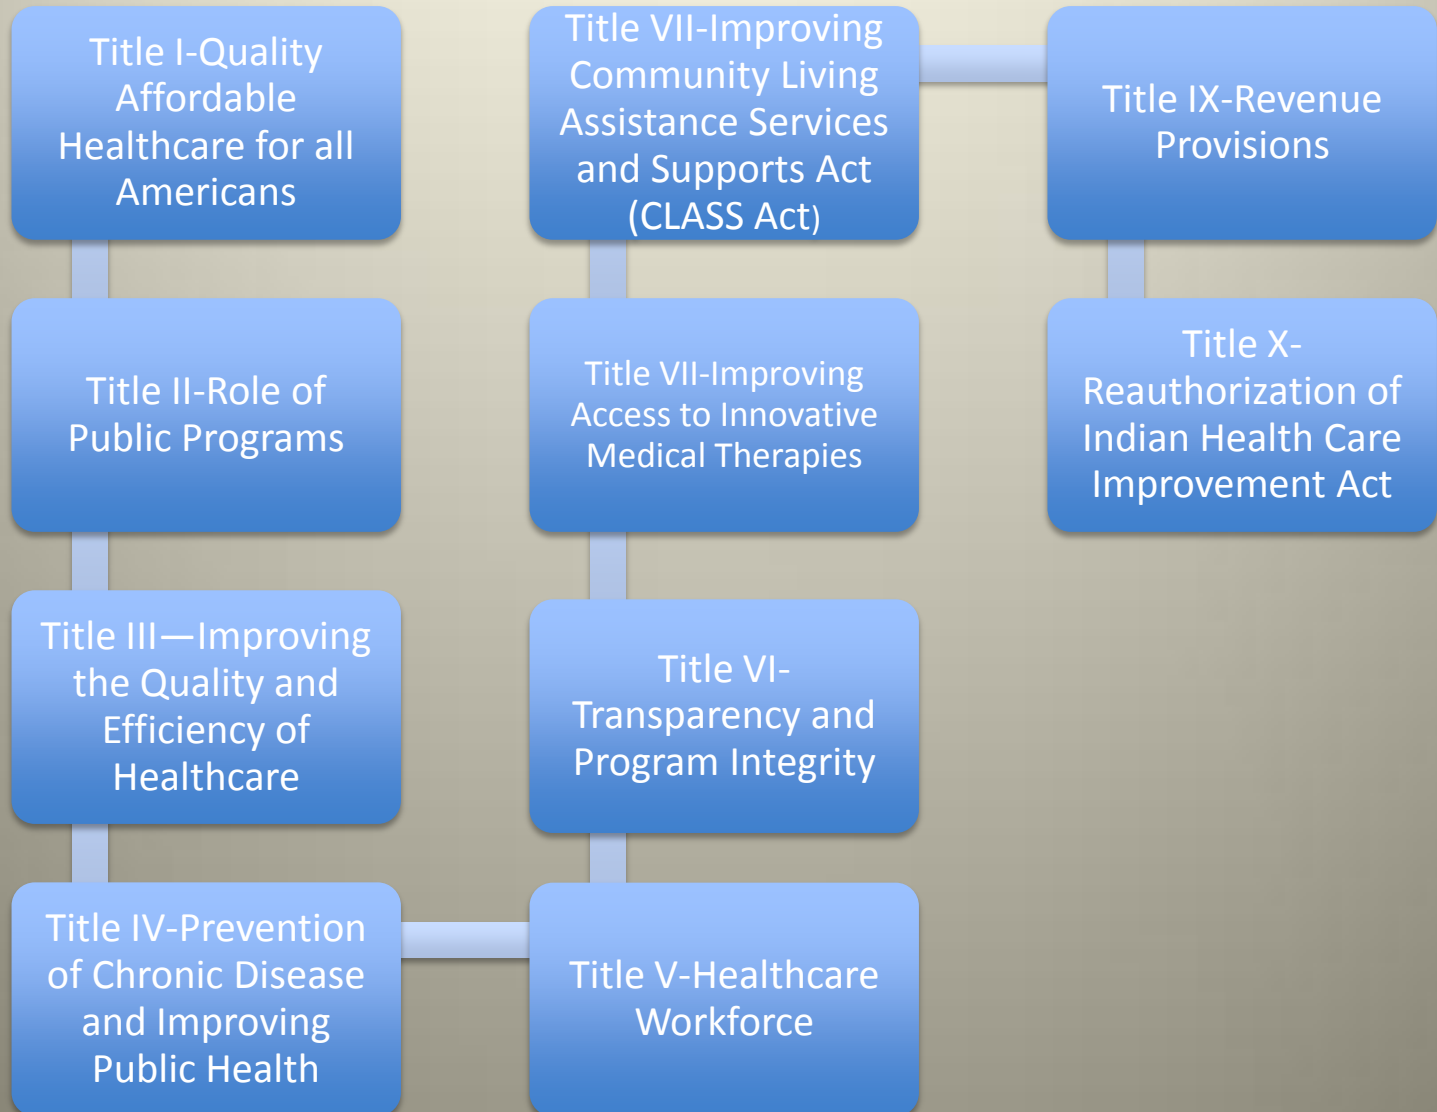 Title I-Quality
Affordable
Healthcare for all
Americans
Title II-Role of
Public Programs
Title III—Improving
the Quality and
Efficiency of
Healthcare
Title IV-Prevention
of Chronic Disease
and Improving
Public Health
Title V-Healthcare
Workforce
Title VI-
Transparency and
Program Integrity
Title VII-Improving
Access to Innovative
Medical Therapies
Title VII-Improving
Community Living
Assistance Services
and Supports Act
(CLASS Act)
Title IX-Revenue
Provisions
Title X-
Reauthorization of
Indian Health Care
Improvement Act